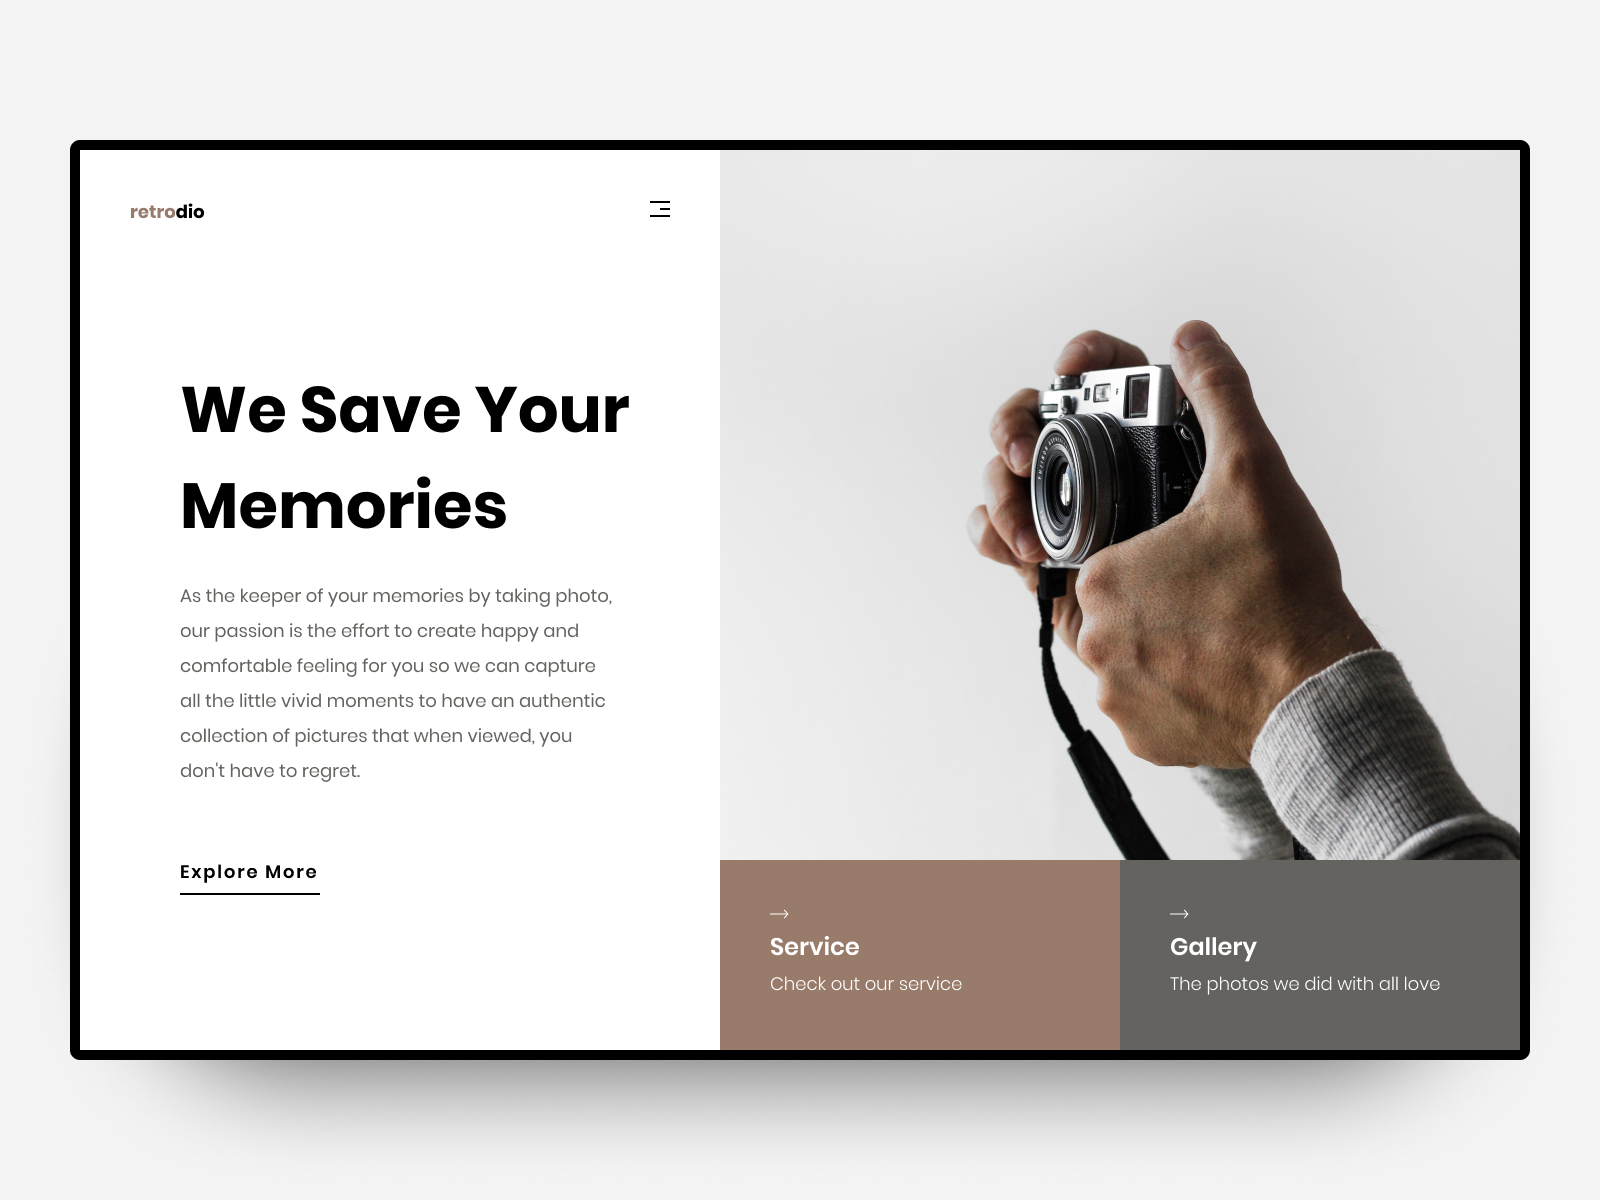 retrodio
We Save Your
Memories
As the keeper of your memories by taking photo,
our passion is the effort to create happy and
comfortable feeling for you so we can capture
all the little vivid moments to have an authentic
collection of pictures that when viewed, you
don't have to regret.
Explore More
Service
Check out our service
Gallery
The photos we did with all love